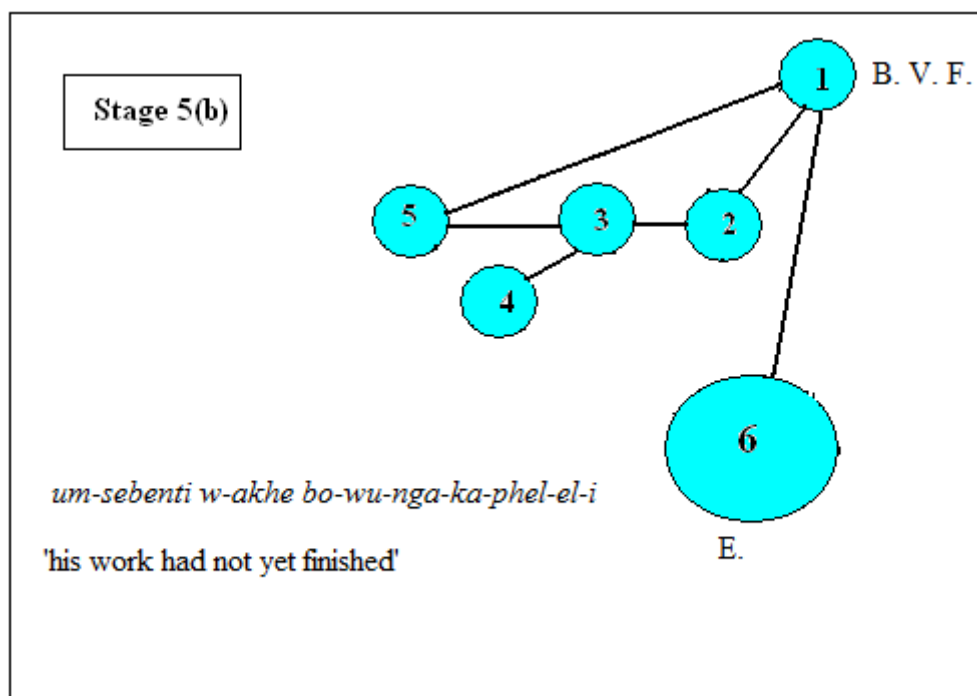 Stage 5(b)
1 B. V. F.
5 3 2
4
6
um-sebenti w-akhe bo-wu-nga-ka-phel-el-i
E.
'his work had not yet finished'